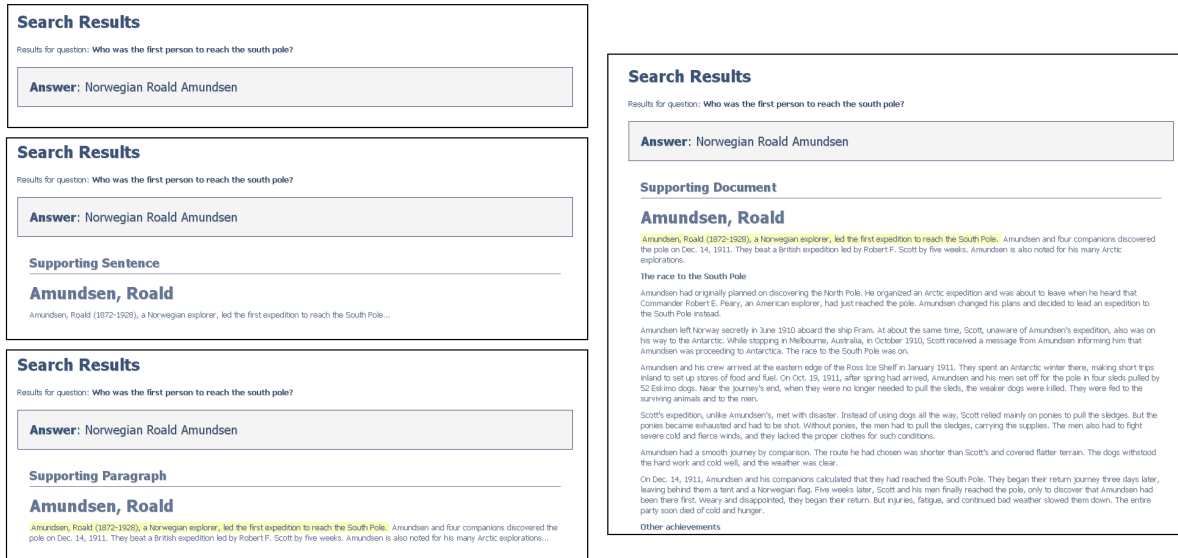 Search Results
Results for question: Who was the first person to reach the south pole?
Answer: Norwegian Roald Amundsen
Search Results
Results for question: Who was the first person to reach the south pole?
Answer: Norwegian Roald Amundsen
Supporting Sentence
Amundsen, Roald
Amundsen, Roald (1872-1928), a Norwegian explorer, led the first expedition to reach the South Pole...
Search Results
Results for question: Who was the first person to reach the south pole?
Answer: Norwegian Roald Amundsen
Supporting Paragraph
Amundsen, Roald
Amundsen, Roald (1872-1928), a Norwegian explorer, led the first expedition to reach the South Pole. Amundsen and four companions discovered the
pole on Dec. 14, 1911. They beat a British expedition led by Robert F. Scott by five weeks. Amundsen is also noted for his many Arctic explorations...
Search Results
Results for question: Who was the first person to reach the south pole?
Answer: Norwegian Roald Amundsen
Supporting Document
Amundsen, Roald
Amundsen, Roald (1872-1928), a Norwegian explorer, led the first expedition to reach the South Pole. Amundsen and four companions discovered
the pole on Dec. 14, 1911. They beat a British expedition led by Robert F. Scott by five weeks. Amundsen is also noted for his many Arctic
explorations.
The race to the South Pole
Amundsen had originally planned on discovering the North Pole. He organized an Arctic expedition and was about to leave when he heard that
Commander Robert E. Peary, an American explorer, had just reached the pole. Amundsen changed his plans and decided to lead an expedition to
the South Pole instead.
Amundsen left Norway secretly in June 1910 aboard the ship Fram. At about the same time, Scott, unaware of Amundsen's expedition, also was on
his way to the Antarctic. While stopping in Melbourne, Australia, in October 1910, Scott received a message from Amundsen informing him that
Amundsen was proceeding to Antarctica. The race to the South Pole was on.
Amundsen and his crew arrived at the eastern edge of the Ross Ice Shelf in January 1911. They spent an Antarctic winter there, making short trips
inland to set up stores of food and fuel. On Oct. 19, 1911, after spring had arrived, Amundsen and his men set off for the pole in four sleds pulled by
52 Eskimo dogs. Near the journey's end, when they were no longer needed to pull the sleds, the weaker dogs were killed. They were fed to the
surviving animals and to the men.
Scott's expedition, unlike Amundsen's, met with disaster. Instead of using dogs all the way, Scott relied mainly on ponies to pull the sledges. But the
ponies became exhausted and had to be shot. Without ponies, the men had to pull the sledges, carrying the supplies. The men also had to fight
severe cold and fierce winds, and they lacked the proper clothes for such conditions.
Amundsen had a smooth journey by comparison. The route he had chosen was shorter than Scott's and covered flatter terrain. The dogs withstood
the hard work and cold well, and the weather was clear.
On Dec. 14, 1911, Amundsen and his companions calculated that they had reached the South Pole. They began their return journey three days later,
leaving behind them a tent and a Norwegian flag. Five weeks later, Scott and his men finally reached the pole, only to discover that Amundsen had
been there first. Weary and disappointed, they began their return. But injuries, fatigue, and continued bad weather slowed them down. The entire
party soon died of cold and hunger.
Other achievements